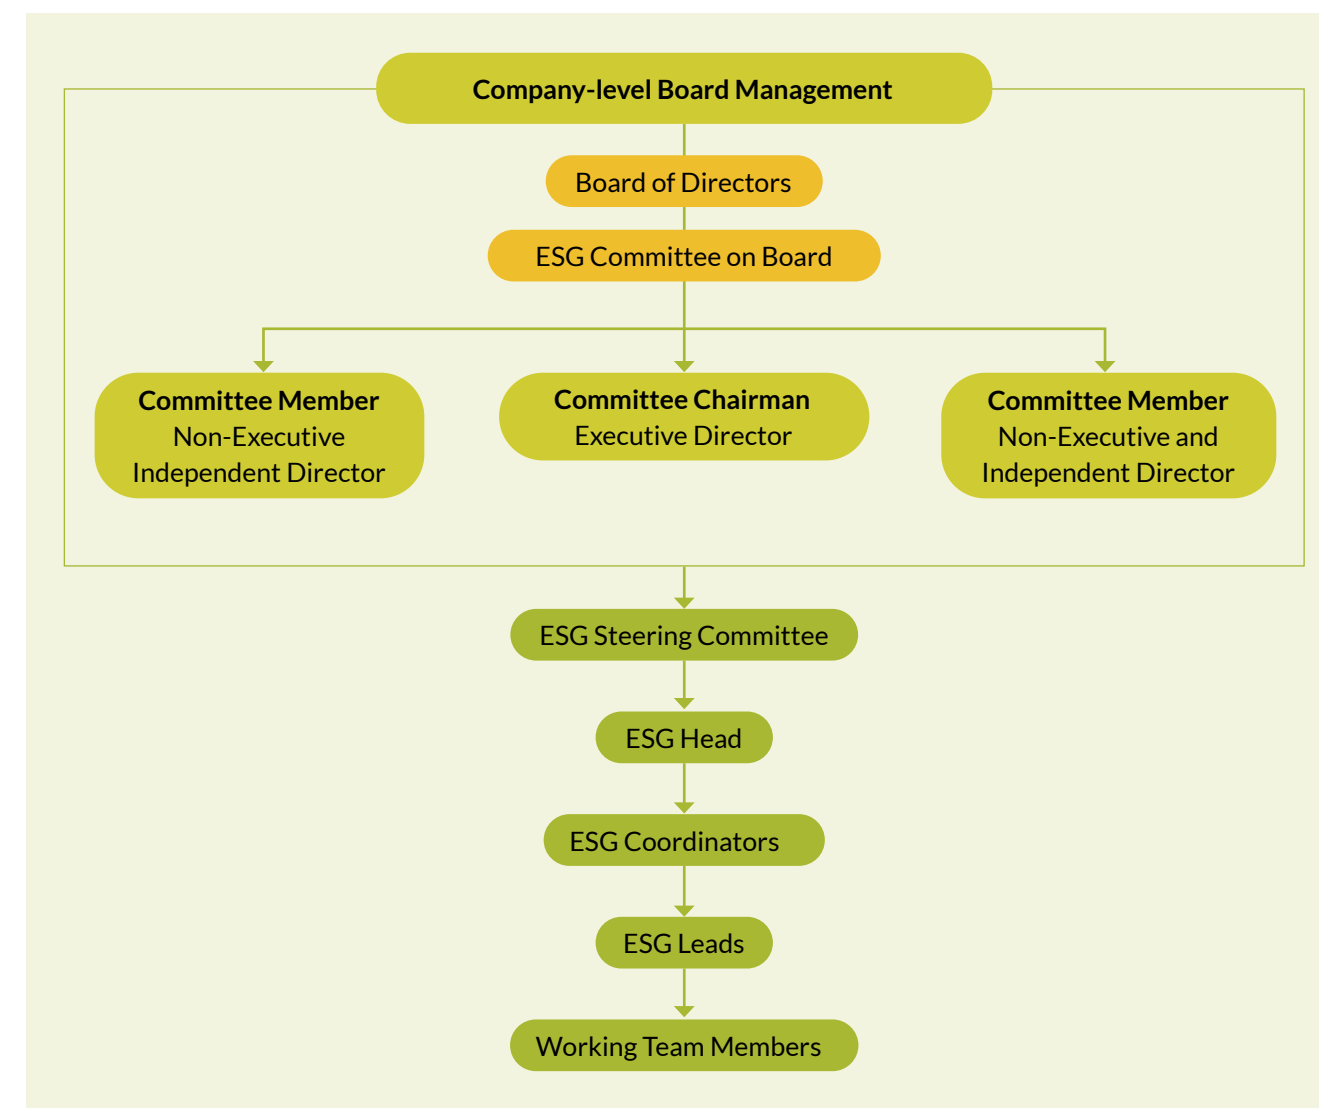 Company-level Board Management
Board of Directors
ESG Committee on Board
Committee Member
Non-Executive
Independent Director
Committee Chairman
Executive Director
Committee Member
Non-Executive and
Independent Director
ESG Steering Committee
ESG Head
ESG Coordinators
ESG Leads
Working Team Members